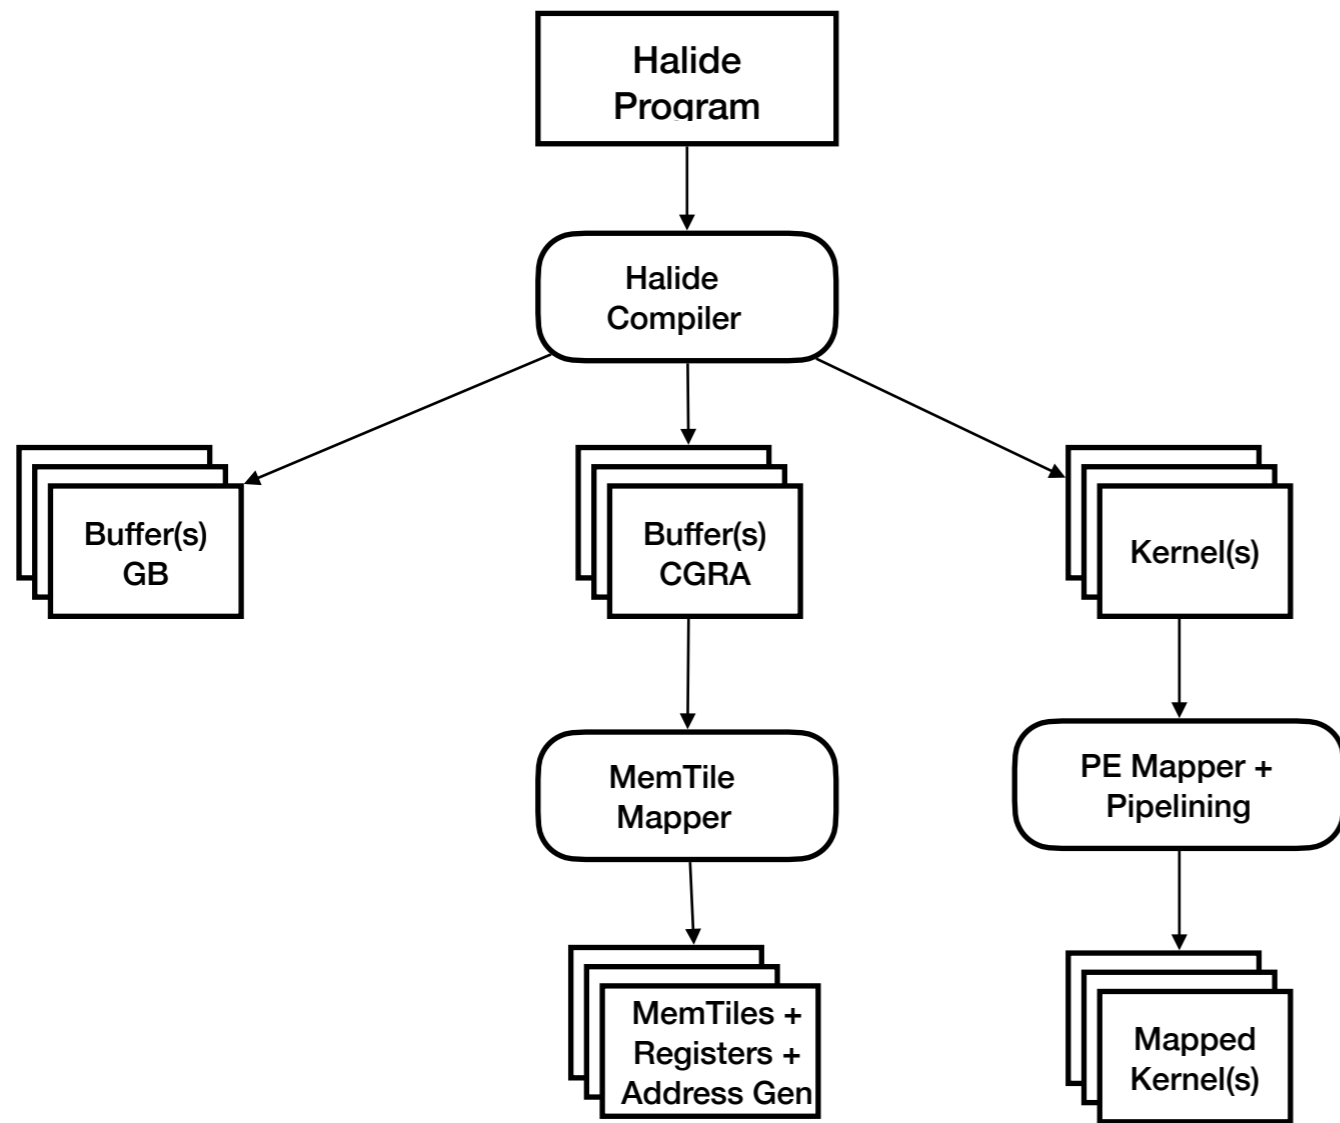 Halide
Program
Halide
Compiler
Buffer(s)
GB
Buffer(s)
CGRA
Kernel(s)
MemTile
Mapper
PE Mapper +
Pipelining
MemTiles +
Registers +
Address Gen
Mapped
Kernel(s)